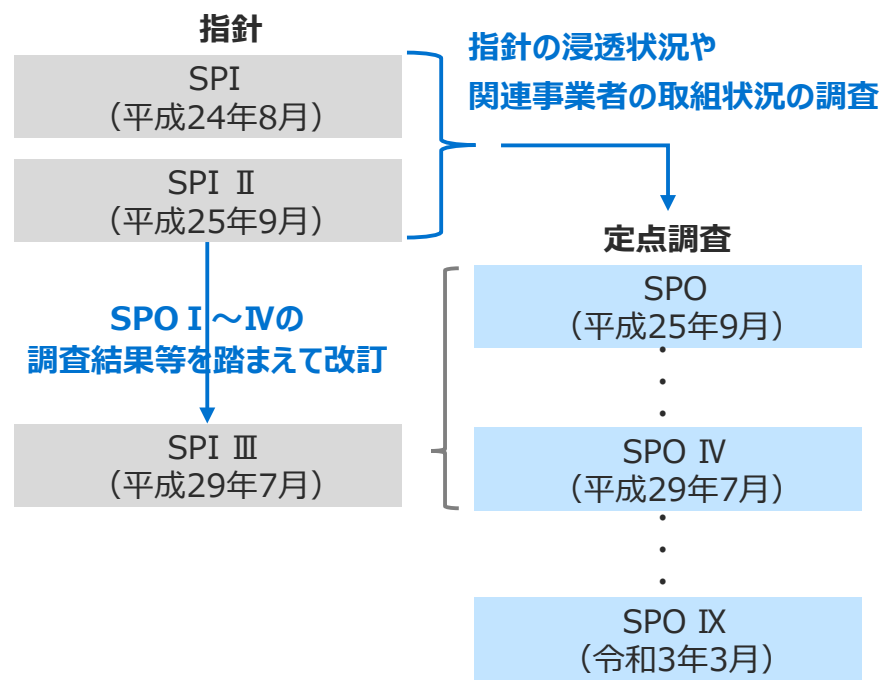 指針
SPI
（平成24年8月）
SPI Ⅱ
（平成25年9月）
SPOⅠ～Ⅳの
調査結果等を踏まえて改訂
SPI Ⅲ
（平成29年7月）
指針の浸透状況や
関連事業者の取組状況の調査
定点調査
SPO
（平成25年9月）
・
・
・
SPO Ⅳ
（平成29年7月）
・
・
・
SPO Ⅸ
（令和3年3月）